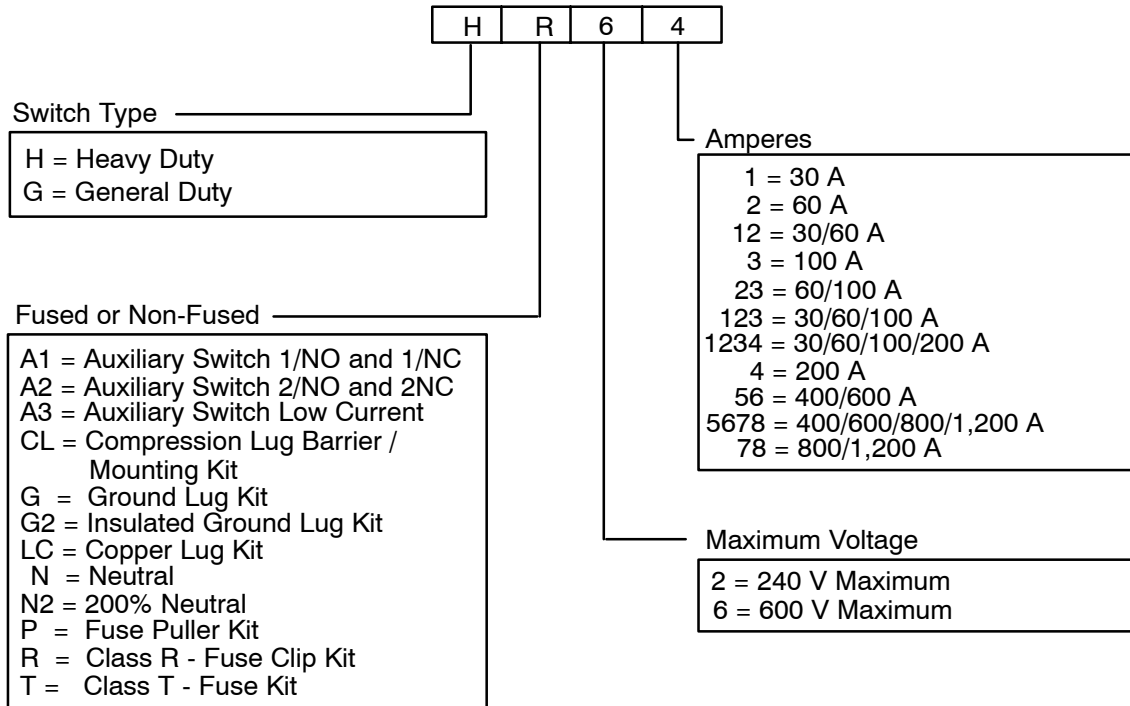 H R 6 4
Switch Type
H = Heavy Duty
G = General Duty
Amperes
1 = 30 A
2 = 60 A
12 = 30/60 A
3 = 100 A
23 = 60/100 A
123 = 30/60/100 A
1234 = 30/60/100/200 A
4 = 200 A
56 = 400/600 A
5678 = 400/600/800/1,200 A
78 = 800/1,200 A
Fused or Non-Fused
A1 = Auxiliary Switch 1/NO and 1/NC
A2 = Auxiliary Switch 2/NO and 2NC
A3 = Auxiliary Switch Low Current
CL = Compression Lug Barrier /
Mounting Kit
G = Ground Lug Kit
G2 = Insulated Ground Lug Kit
LC = Copper Lug Kit
N = Neutral
N2 = 200% Neutral
P = Fuse Puller Kit
R = Class R - Fuse Clip Kit
T = Class T - Fuse Kit
Maximum Voltage
2 = 240 V Maximum
6 = 600 V Maximum